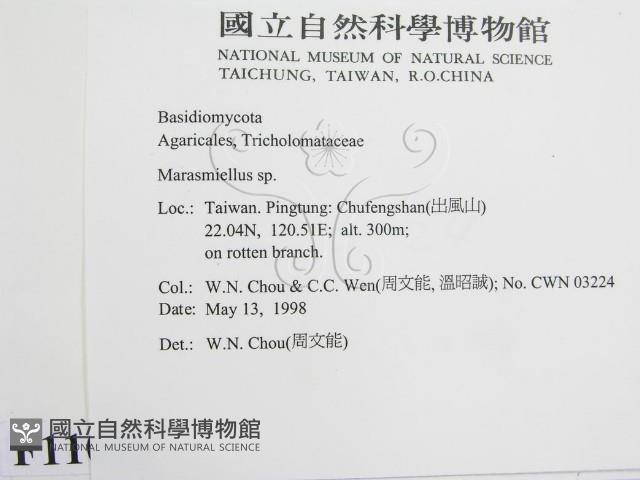 國立自然科學博物館
NATIONAL MUSEUM OF NATURAL SCIENCE
TAICHUNG, TAIWAN, R.O.CHINA
Basidiomycota
Agaricales, Tricholomataceae
Marasmiellus sp.
Loc.: Taiwan. Pingtung: Chufengshan(出風山)
22.04N, 120.51E; alt. 300m;
on rotten branch.
Col.: W.N. Chou & C.C. Wen(周文能, 溫昭誠); No. CWN 03224
Date: May 13, 1998
Det.: W.N. Chou(周文能)
國立自然科學博物館
NATIONAL MUSEUM OF NATURAL SCIENCE